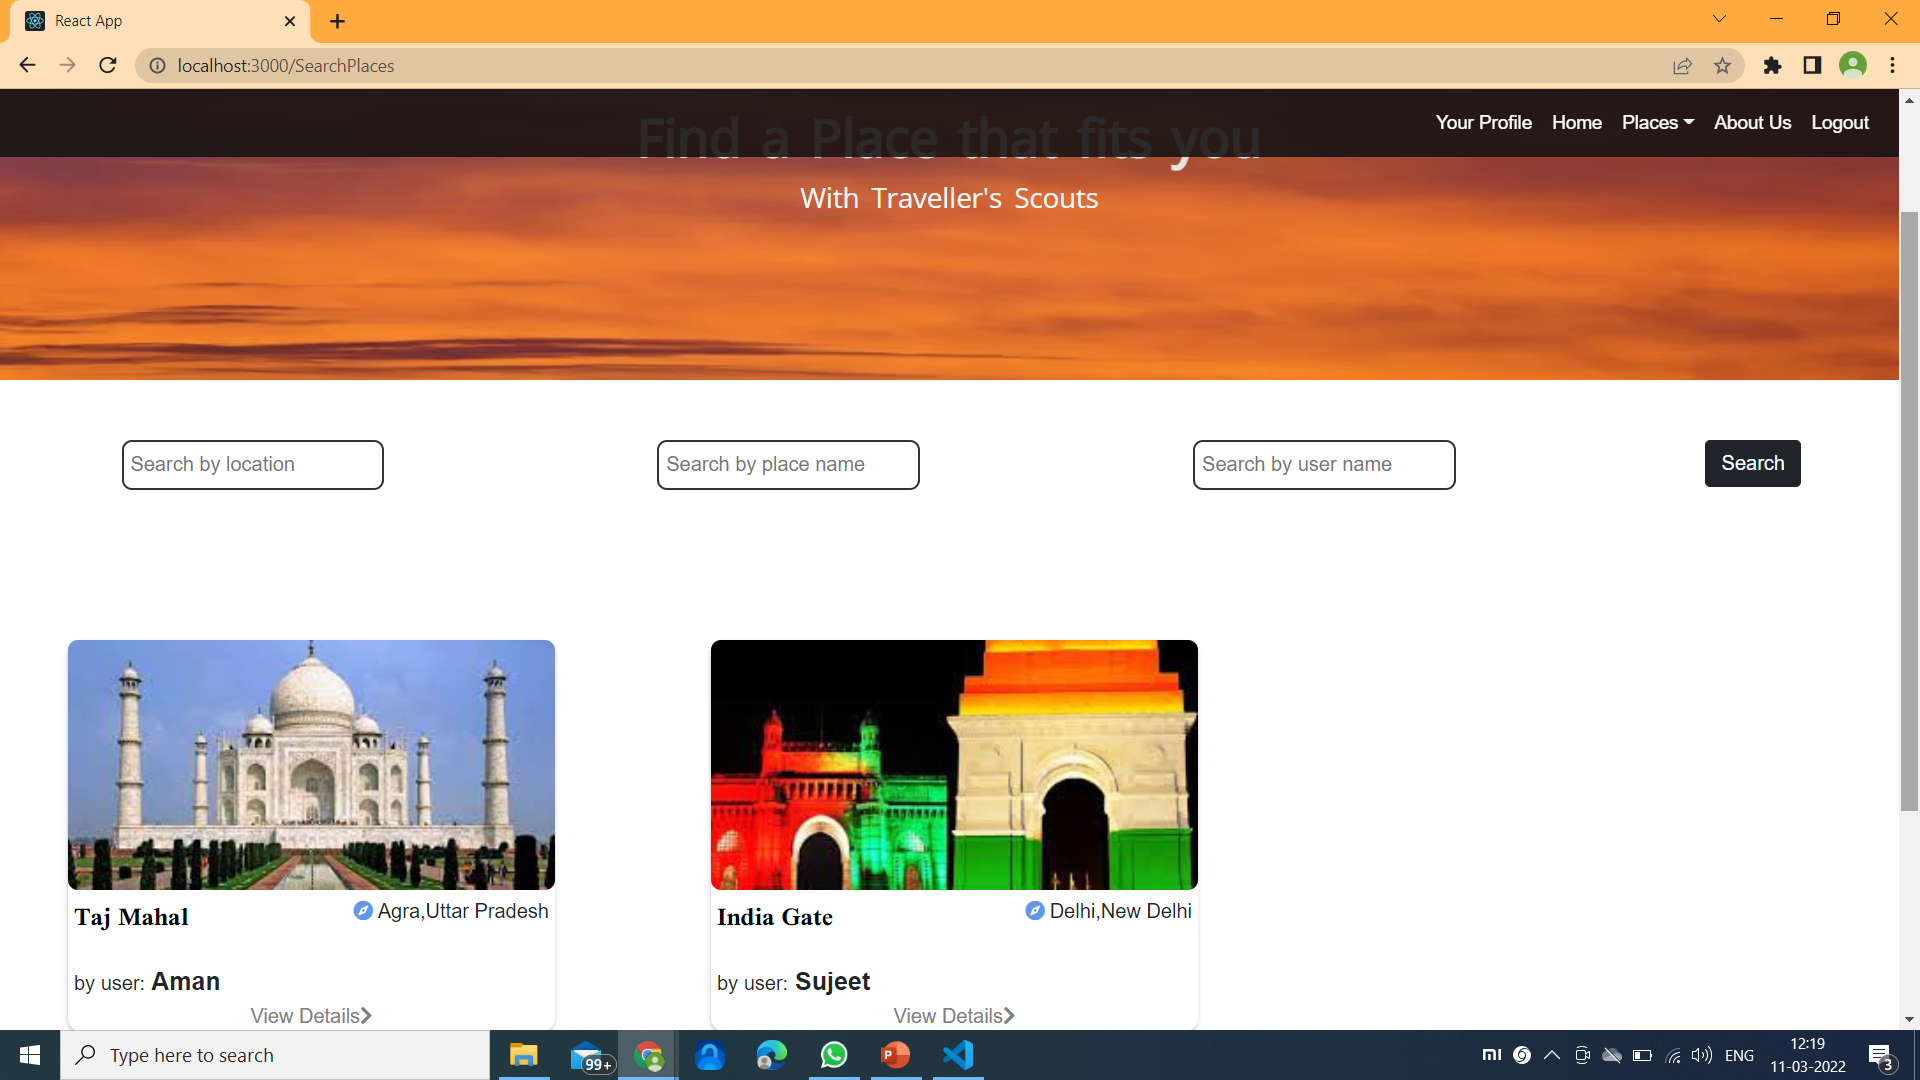 React App
localhost:3000/SearchPlaces
Your Profile Home Places About Us Logout
Find a Place that fits you
With Traveller's Scouts
Search by location
Search by place name
Search by user name
Search
Taj Mahal
Agra,Uttar Pradesh
by user: Aman
View Details
India Gate
Delhi,New Delhi
by user: Sujeet
View Details
Type here to search
99+
P
mi
ENG
12:19
11-03-2022
3